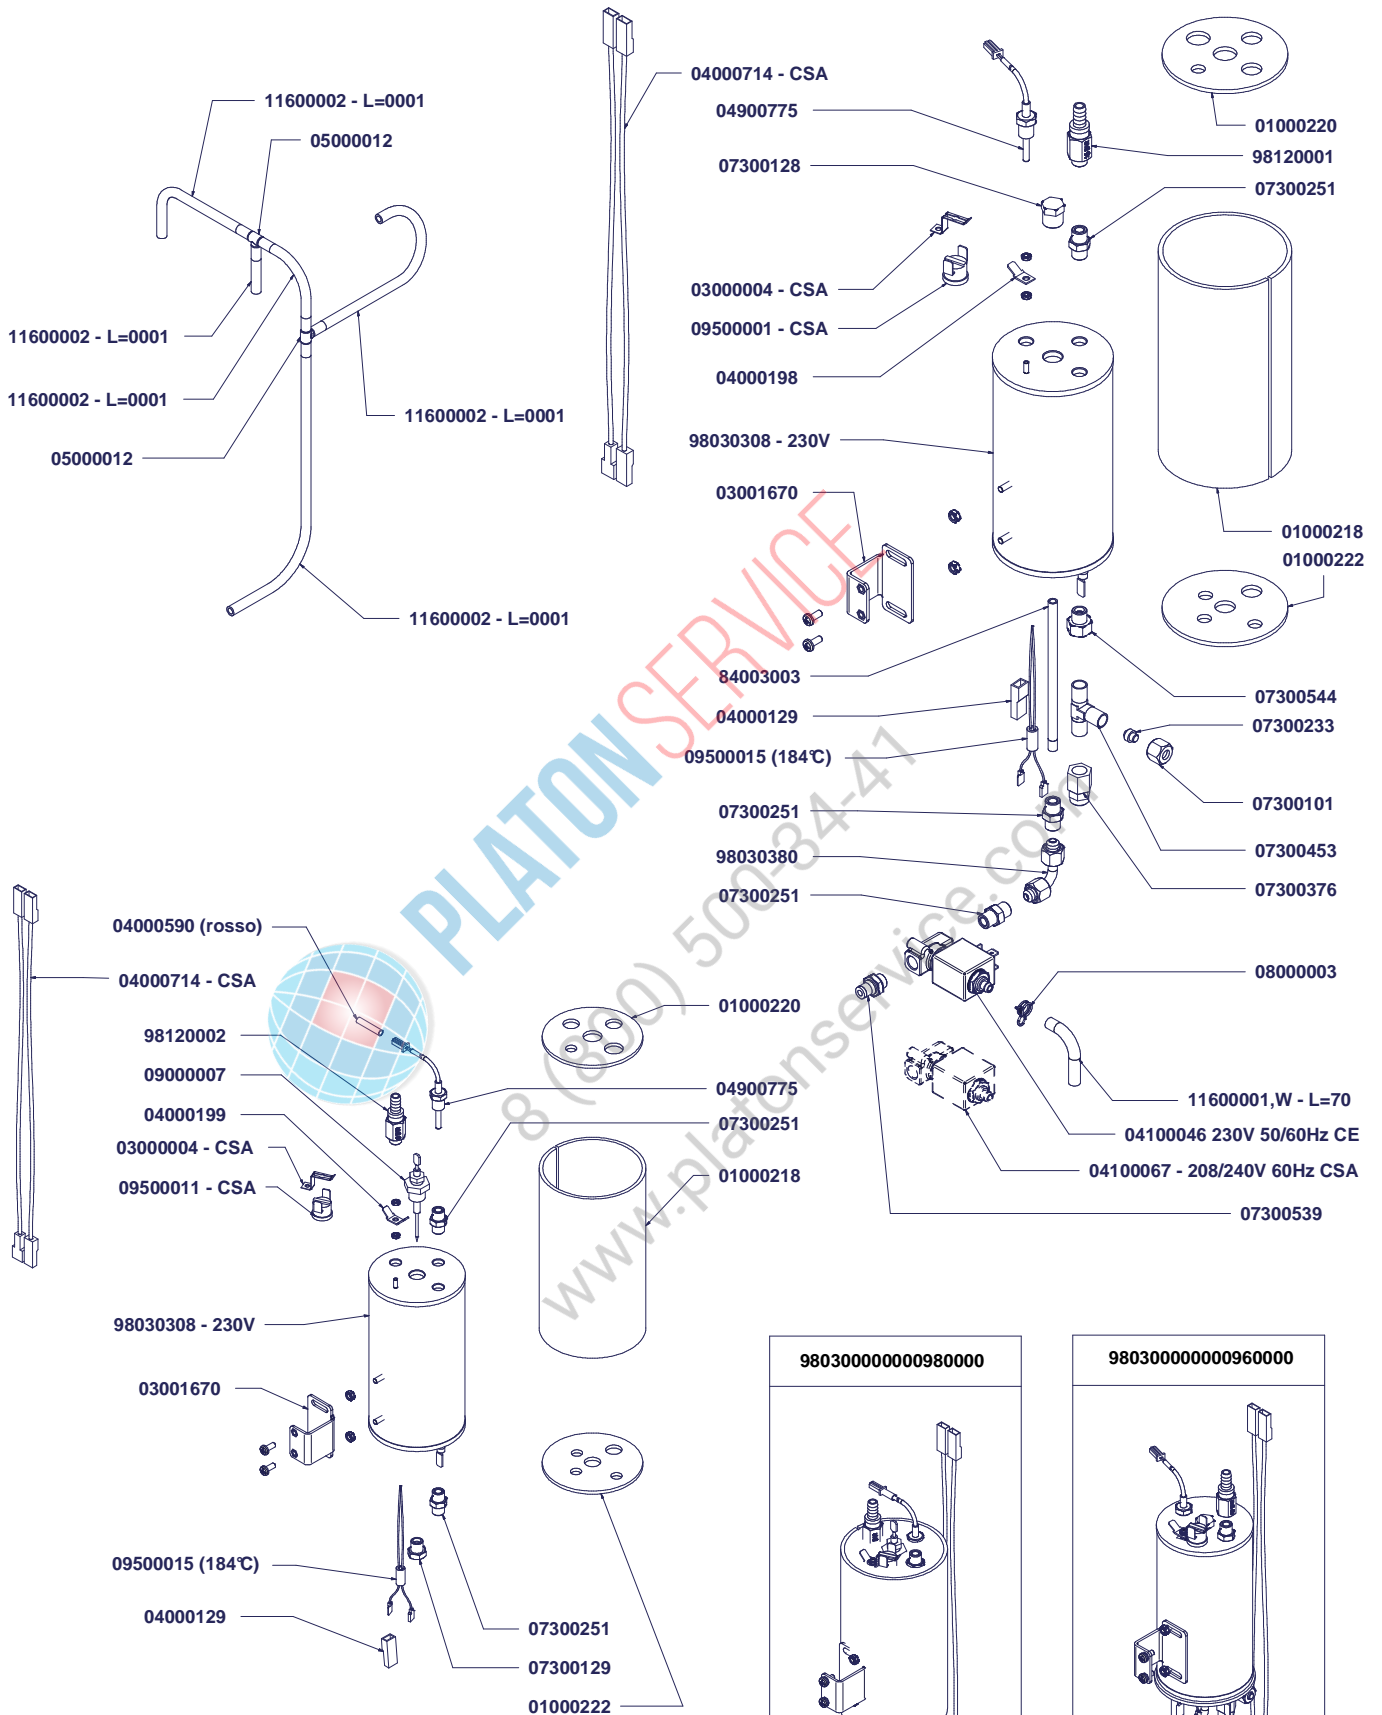 11600002 - L=0001
05000012
11600002 - L=0001
11600002 - L=0001
05000012
11600002 - L=0001
11600002 - L=0001
04000714 - CSA
04900775
07300128
03000004 - CSA
09500001 - CSA
04000198
98030308 - 230V
03001670
84003003
04000129
09500015 (184°C)
07300251
98030380
07300251
01000220
98120001
07300251
01000218
01000222
07300544
07300233
07300101
07300453
07300376
08000003
11600001,W - L=70
04100046 230V 50/60Hz CE
04100067 - 208/240V 60Hz CSA
07300539
04000590 (rosso)
04000714 - CSA
98120002
09000007
04000199
03000004 - CSA
09500011 - CSA
98030308 - 230V
03001670
09500015 (184°C)
04000129
01000220
04900775
07300251
01000218
07300251
07300129
01000222
980300000000980000
980300000000960000
PLATONSERVICE
8 (800) 500-34-41
www.platonservice.com